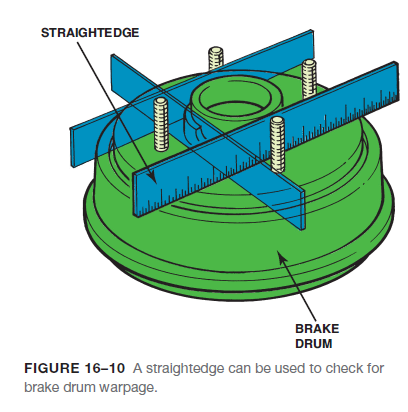 STRAIGHTEDGE
BRAKE
DRUM
FIGURE 16–10 A straightedge can be used to check for
brake drum warpage.